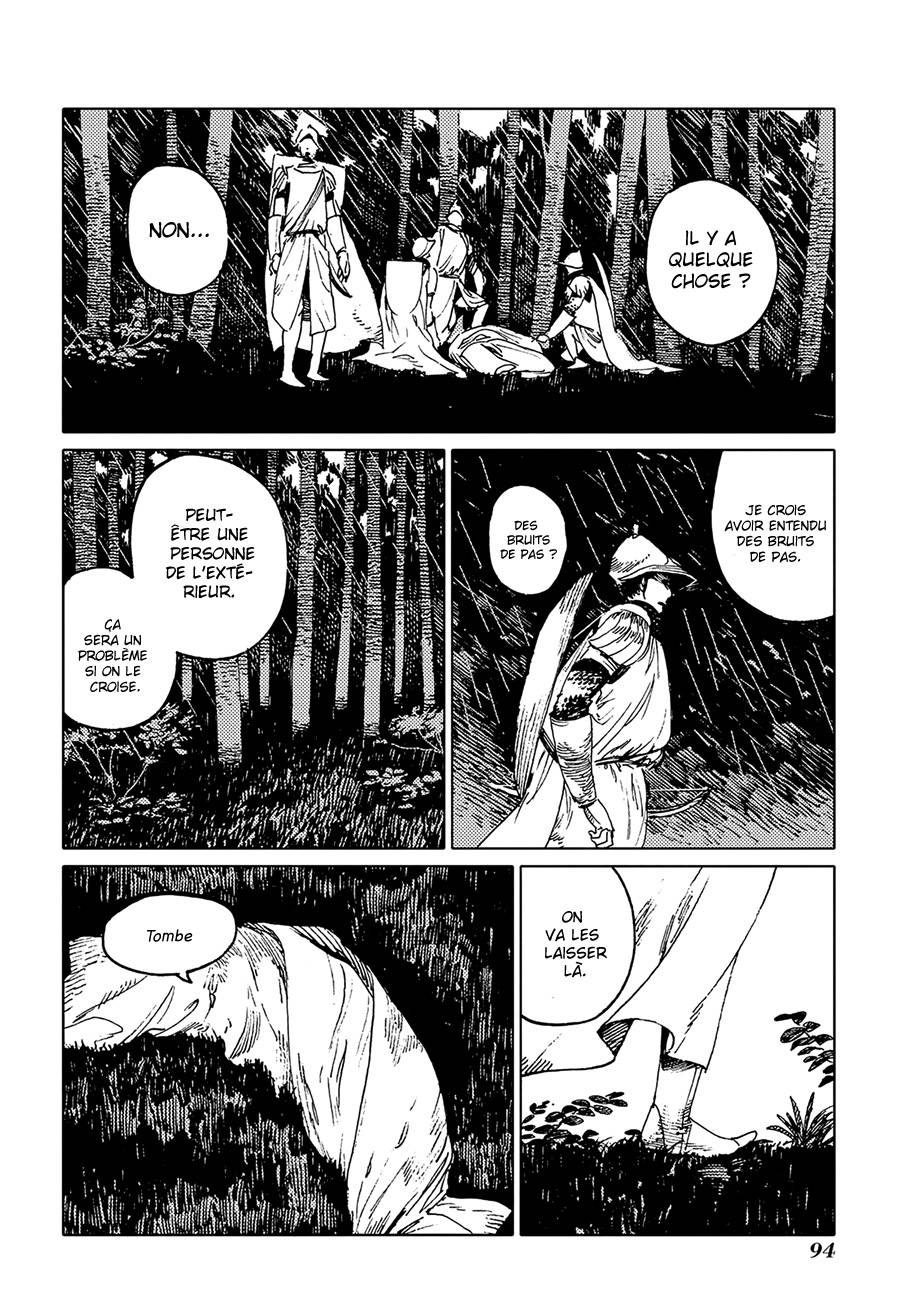 IL Y A
QUELQUE
CHOSE ?
NON...
JE CROIS
AVOIR ENTENDU
DES BRUITS
DE PAS.
DES
BRUITS
DE PAS ?
PEUT-
ÊTRE UNE
PERSONNE
DE L'EXTÉ-
RIEUR.
ÇA
SERA UN
PROBLÈME
SI ON LE
CROISE.
ON
VA LES
LAISSER
LÀ.
Tombe
94